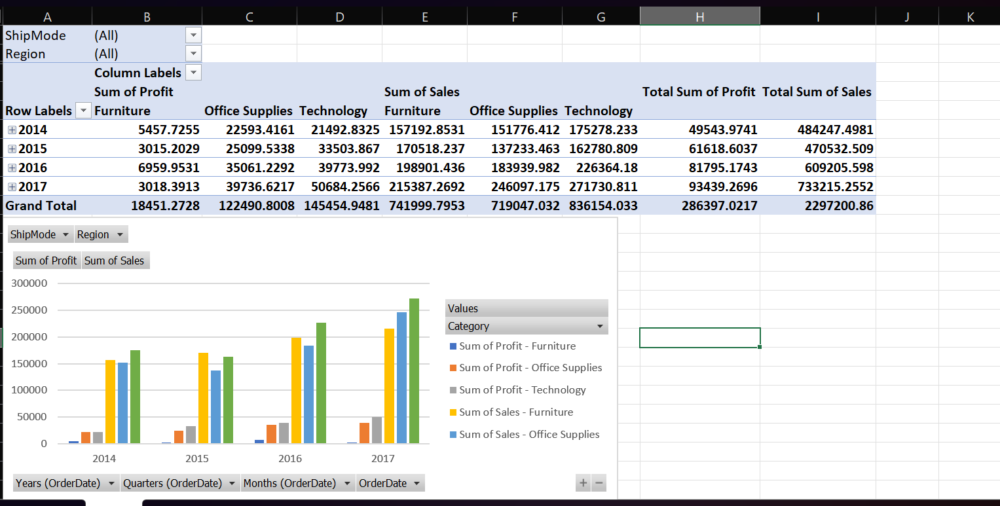 A B C D E F G H I J K
ShipMode (All)
Region (All)
Column Labels
Sum of Profit Sum of Sales Total Sum of Profit Total Sum of Sales
Row Labels Furniture Office Supplies Technology Furniture Office Supplies Technology
2014 5457.7255 22593.4161 21492.8325 157192.8531 151776.412 175278.233 49543.9741 484247.4981
2015 3015.2029 25099.5338 33503.867 170518.237 137233.463 162780.809 61618.6037 470532.509
2016 6959.9531 35061.2292 39773.992 198901.436 183939.982 226364.18 81795.1743 609205.598
2017 3018.3913 39736.6217 50684.2566 215387.2692 246097.175 271730.811 93439.2696 733215.2552
Grand Total 18451.2728 122490.8008 145454.9481 741999.7953 719047.032 836154.033 286397.0217 2297200.86
ShipMode Region
Sum of Profit Sum of Sales
300000
250000
200000
150000
100000
50000
0
2014 2015 2016 2017
Values
Category
Sum of Profit - Furniture
Sum of Profit - Office Supplies
Sum of Profit - Technology
Sum of Sales - Furniture
Sum of Sales - Office Supplies
Years (OrderDate) Quarters (OrderDate) Months (OrderDate) OrderDate